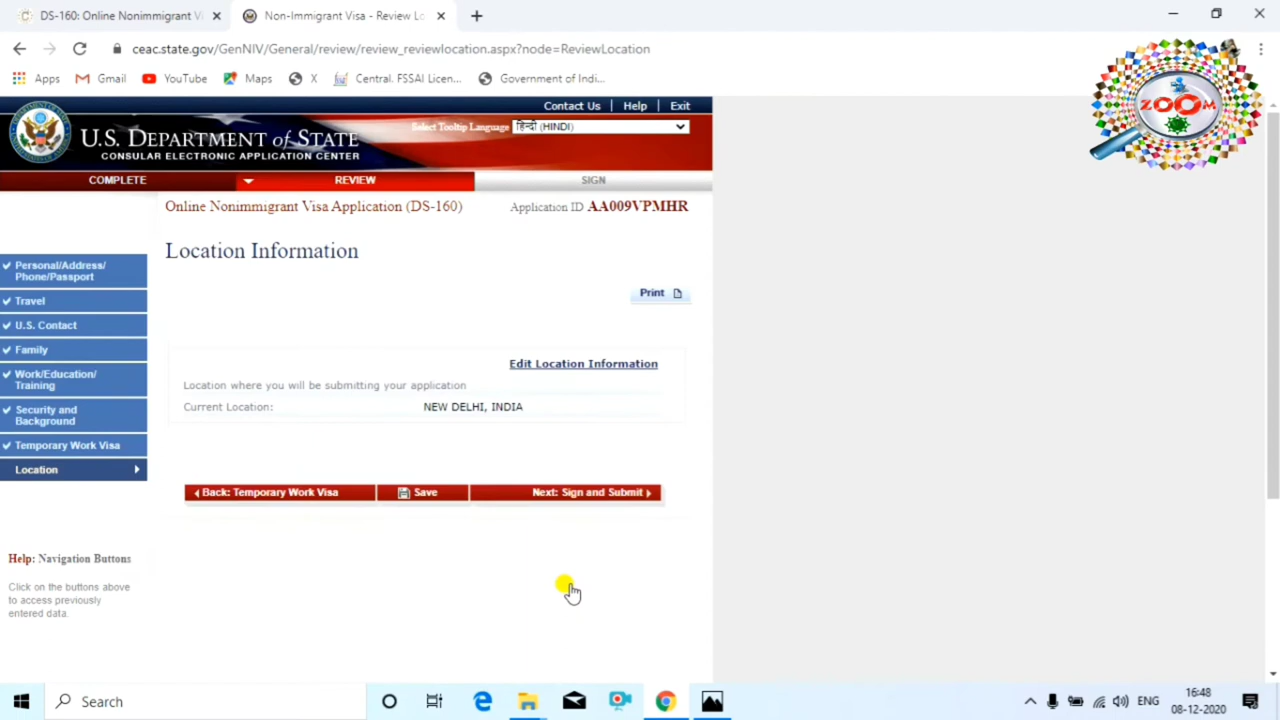 DS-160: Online Nonimmigrant V
Non-Immigrant Visa - Review Lo
ceac.state.gov/GenNIV/General/review/review_reviewlocation.aspx?node=ReviewLocation
Apps
Gmail
YouTube
Maps
X
Central. FSSAI Licen...
Government of Indi...
ZOOM
Contact Us | Help | Exit
U.S. DEPARTMENT of STATE
CONSULAR ELECTRONIC APPLICATION CENTER
Select Tooltip Language
हिन्दी (HINDI)
COMPLETE
REVIEW
SIGN
Online Nonimmigrant Visa Application (DS-160)
Application ID AA009VPMHR
Location Information
Print
Personal/Address/
Phone/Passport
Travel
U.S. Contact
Family
Work/Education/
Training
Security and
Background
Temporary Work Visa
Location
Edit Location Information
Location where you will be submitting your application
Current Location: NEW DELHI, INDIA
Back: Temporary Work Visa
Save
Next: Sign and Submit
Help: Navigation Buttons
Click on the buttons above
to access previously
entered data.
Search
ENG
16:48
08-12-2020